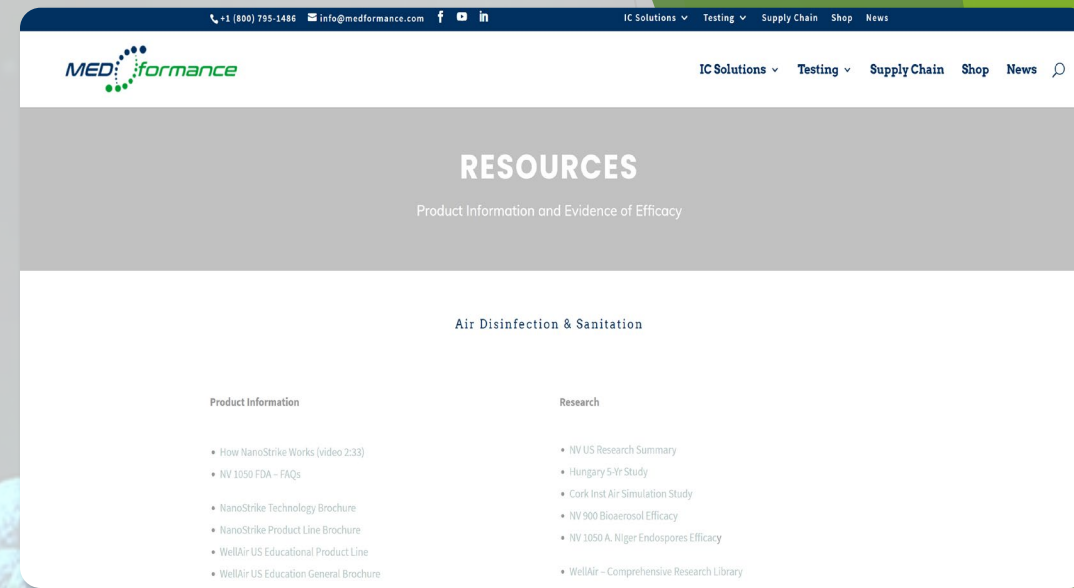 +1 (800) 795-1486 info@medformance.com IC Solutions Testing Supply Chain Shop News
MEDformance
IC Solutions Testing Supply Chain Shop News
RESOURCES
Product Information and Evidence of Efficacy
Air Disinfection & Sanitation
Product Information
• How NanoStrike Works (video 2:33)
• NV 1050 FDA – FAQs
• NanoStrike Technology Brochure
• NanoStrike Product Line Brochure
• WellAir US Educational Product Line
• WellAir US Education General Brochure
Research
• NV US Research Summary
• Hungary 5-Yr Study
• Cork Inst Air Simulation Study
• NV 900 Bioaerosol Efficacy
• NV 1050 A. Niger Endospores Efficacy
• WellAir – Comprehensive Research Library